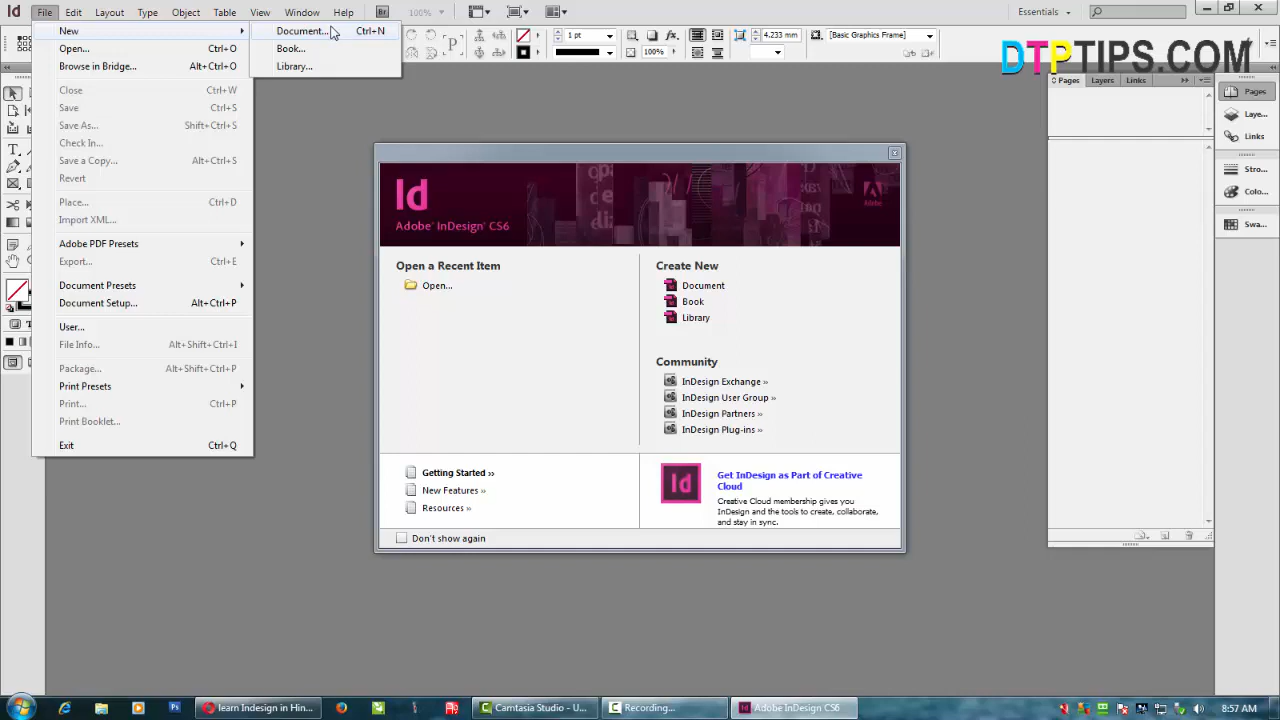 Id File Edit Layout Type Object Table View Window Help Br 100% Essentials
New
Open... Ctrl+O
Browse in Bridge... Alt+Ctrl+O
Close Ctrl+W
Save Ctrl+S
Save As... Shift+Ctrl+S
Check In...
Save a Copy... Alt+Ctrl+S
Revert
Place... Ctrl+D
Import XML...
Adobe PDF Presets
Export... Ctrl+E
Document Presets
Document Setup... Alt+Ctrl+P
User...
File Info... Alt+Shift+Ctrl+I
Package... Alt+Shift+Ctrl+P
Print Presets
Print... Ctrl+P
Print Booklet...
Exit Ctrl+Q
Document... Ctrl+N
Book...
Library...
1 pt
100%
4.233 mm
[Basic Graphics Frame]
DTPTIPS.COM
Pages Layers Links
Pages
Laye...
Links
Stro...
Colo...
Swa...
Id
Adobe® InDesign® CS6
Adobe
Open a Recent Item
Open...
Create New
Document
Book
Library
Community
InDesign Exchange »
InDesign User Group »
InDesign Partners »
InDesign Plug-ins »
Getting Started »
New Features »
Resources »
Id
Get InDesign as Part of Creative
Cloud
Creative Cloud membership gives you
InDesign and the tools to create, collaborate,
and stay in sync.
Don't show again
learn Indesign in Hin...
Camtasia Studio - U...
Recording...
Adobe InDesign CS6
8:57 AM